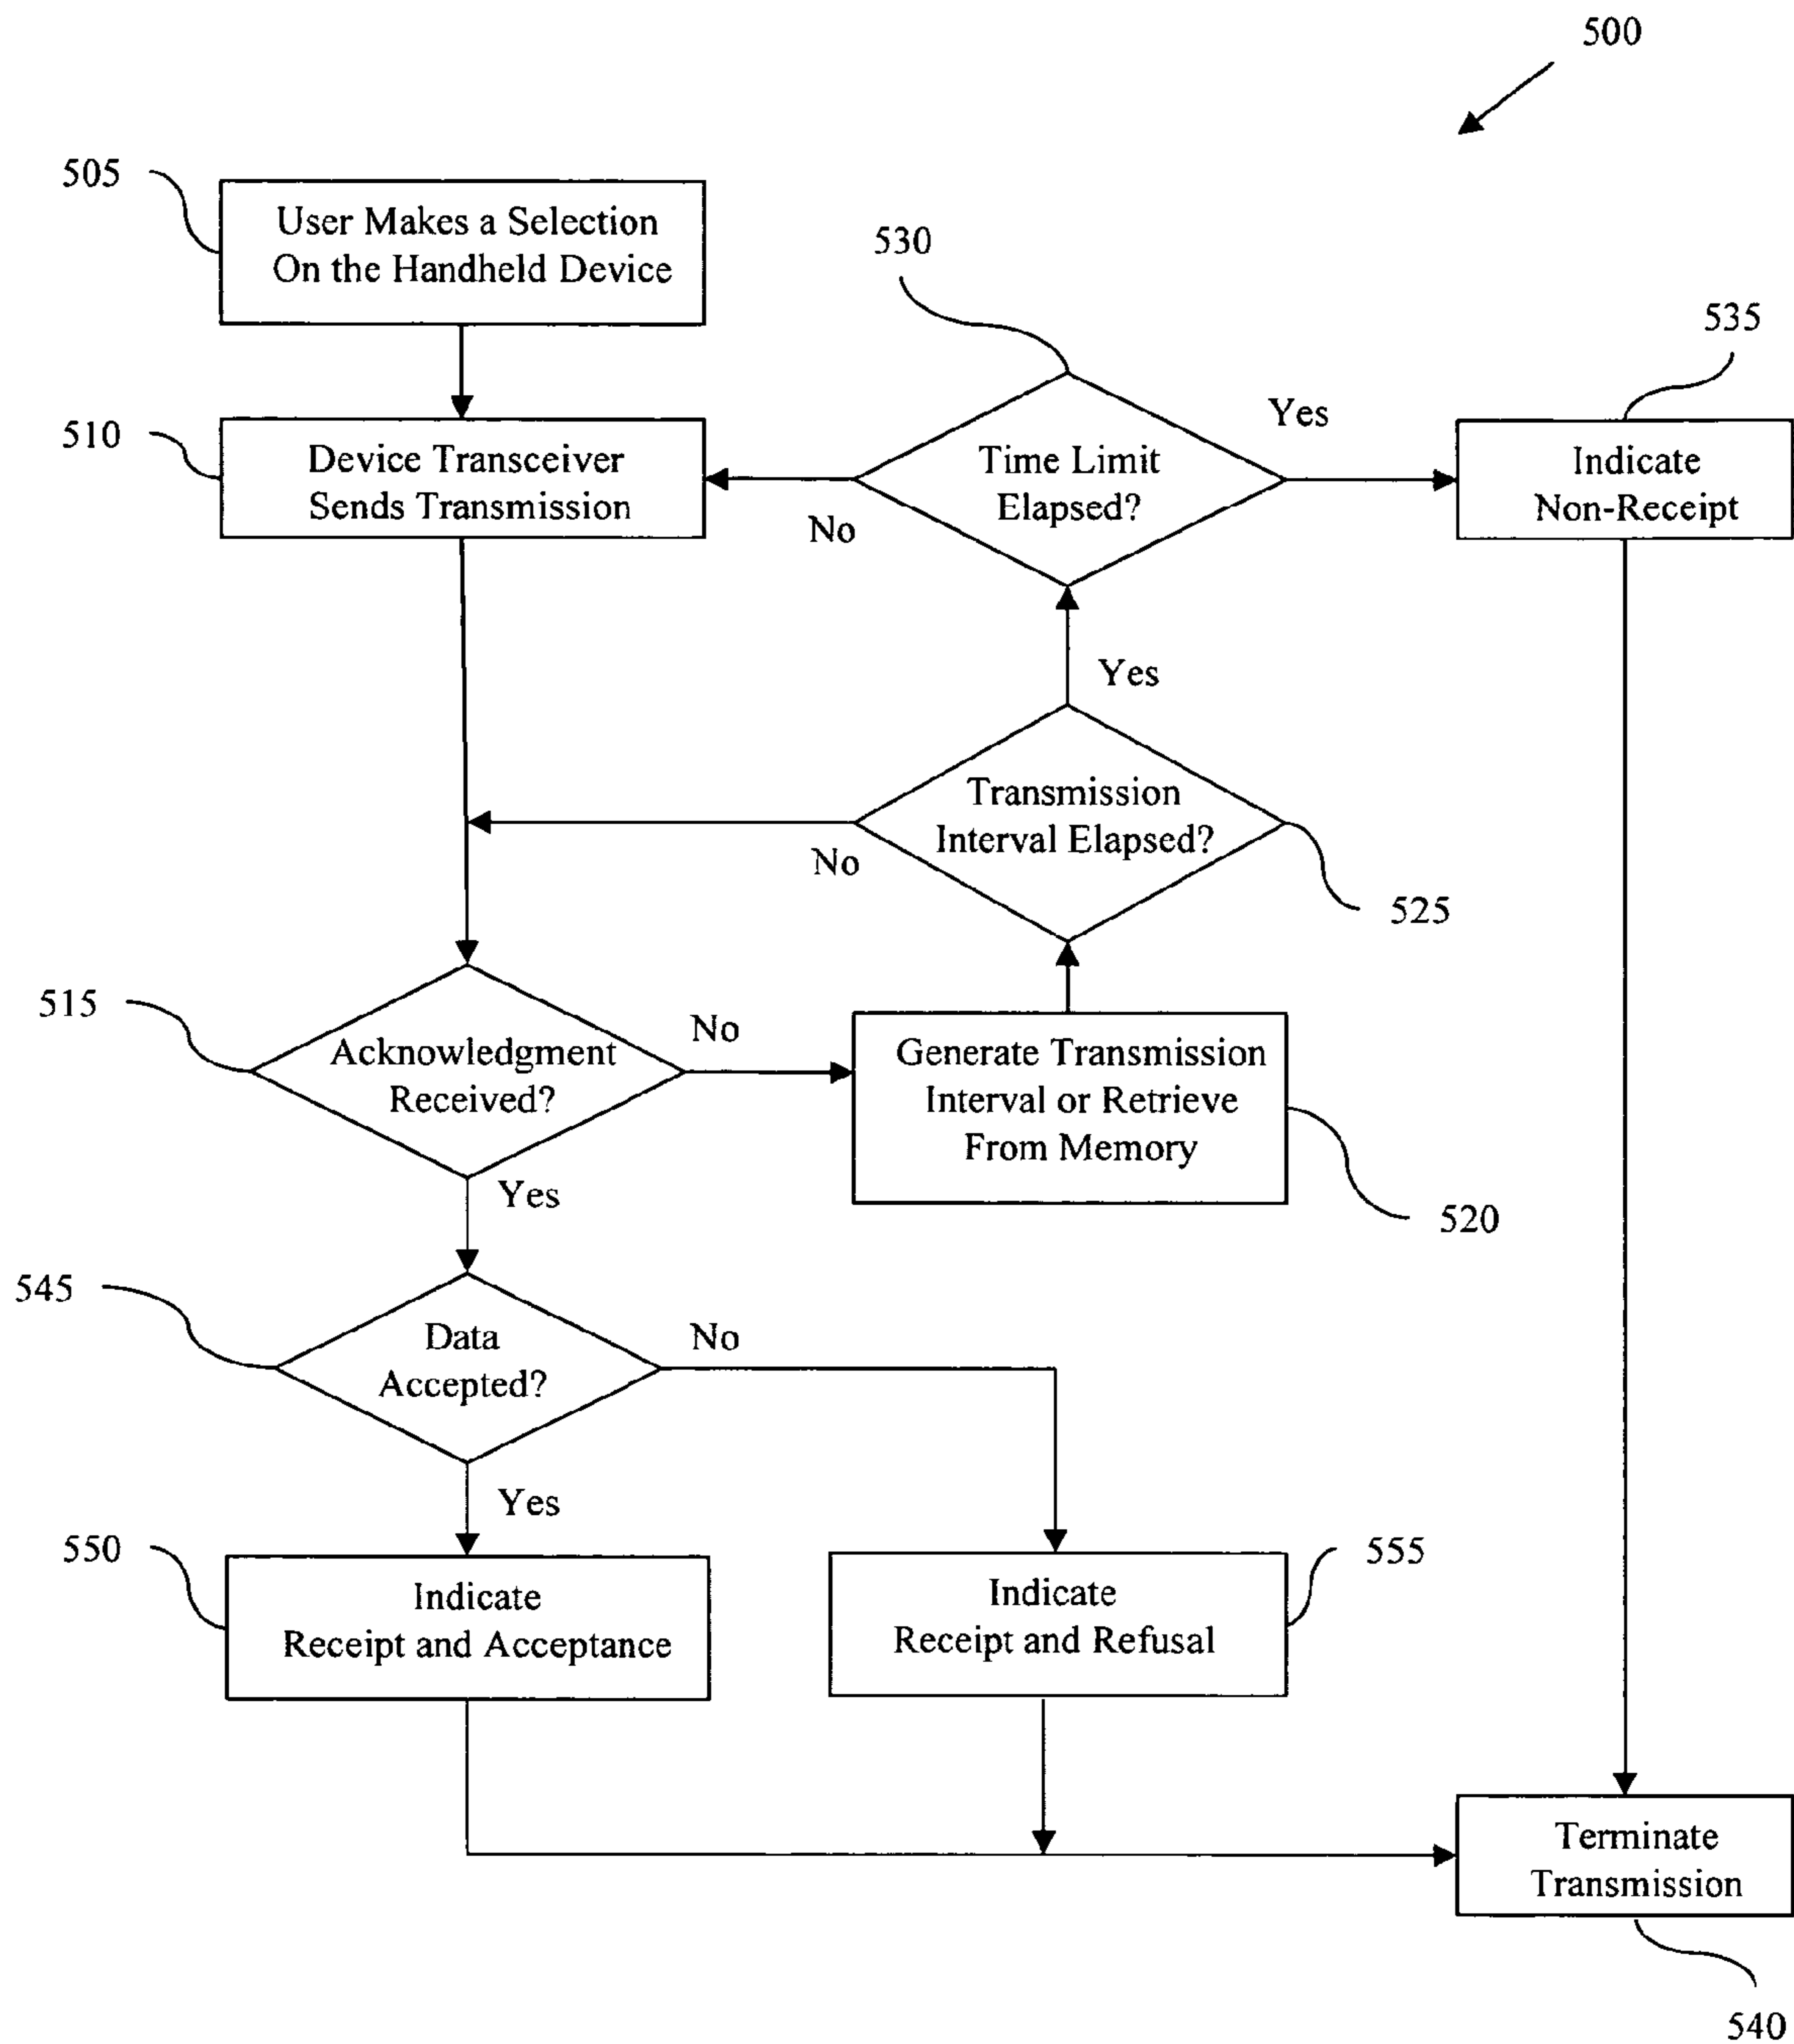 500
505
User Makes a Selection
On the Handheld Device
530
535
510
Device Transceiver
Sends Transmission
Time Limit
Elapsed?
Yes
No
Indicate
Non-Receipt
Yes
Transmission
Interval Elapsed?
No
525
515
Acknowledgment
Received?
No
Generate Transmission
Interval or Retrieve
From Memory
520
Yes
545
Data
Accepted?
No
Yes
550
Indicate
Receipt and Acceptance
555
Indicate
Receipt and Refusal
Terminate
Transmission
540